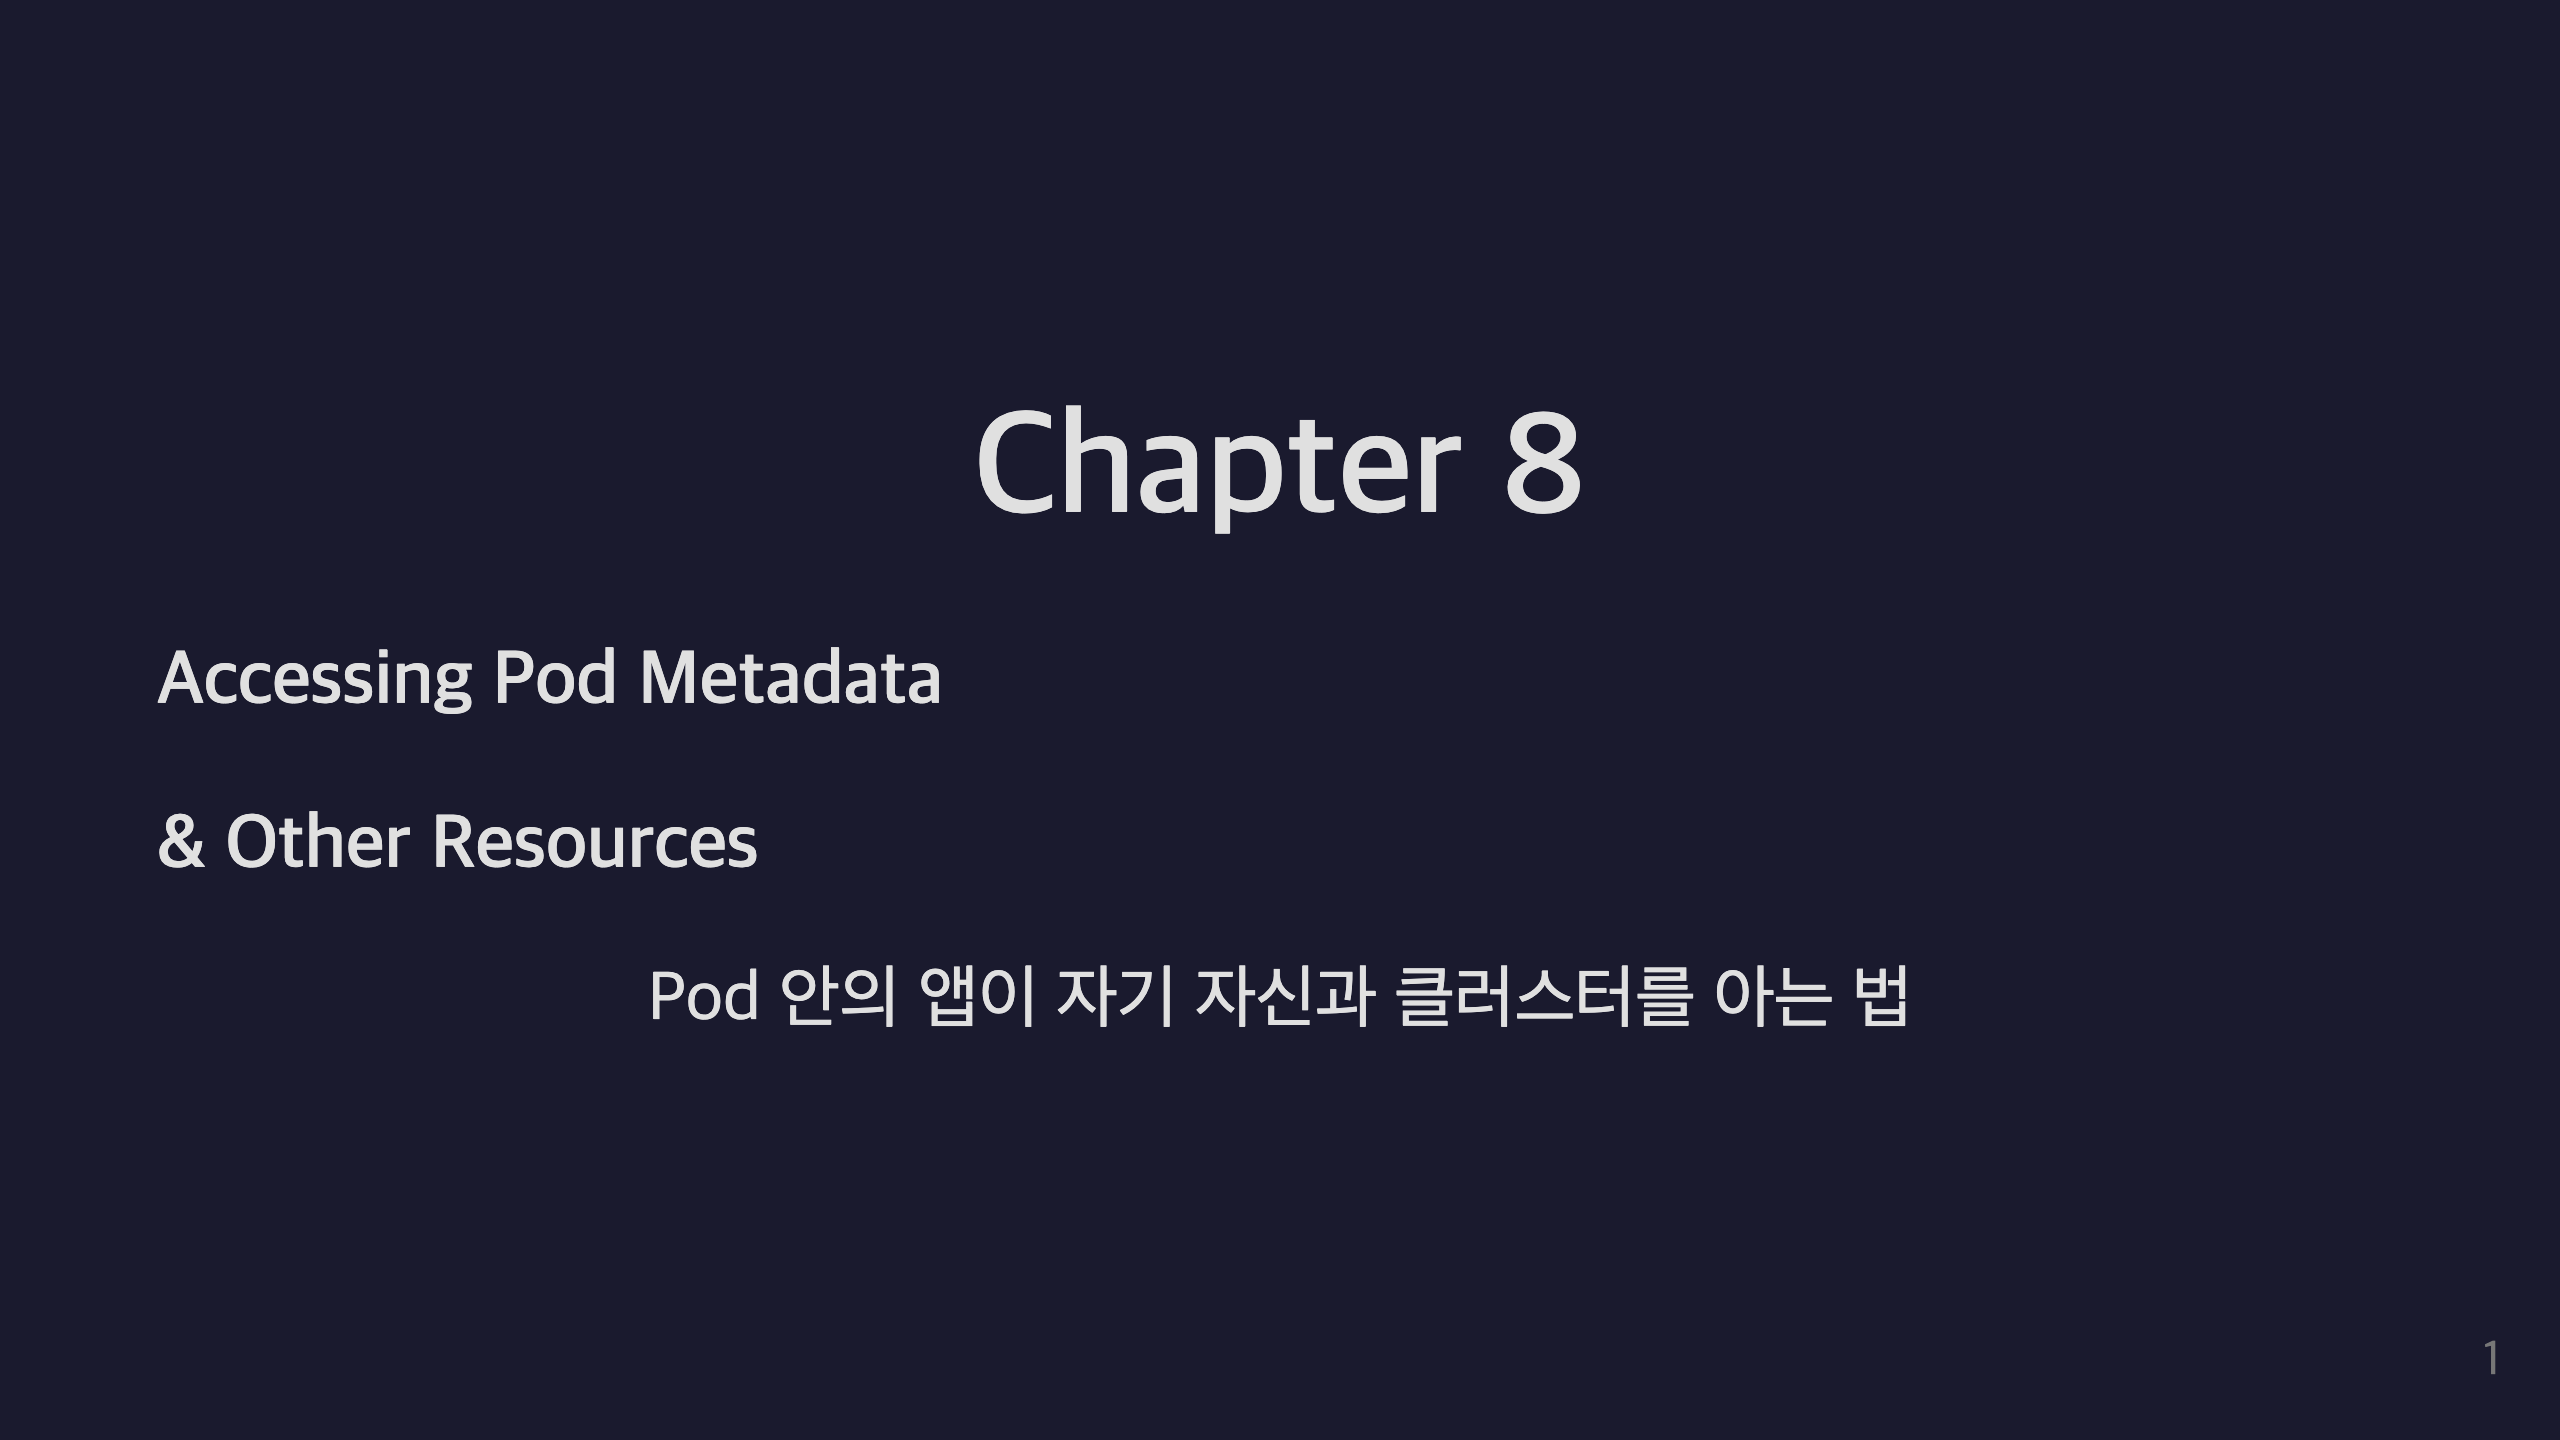 Chapter 8
Accessing Pod Metadata
& Other Resources
Pod 안의 앱이 자기 자신과 클러스터를 아는 법
1